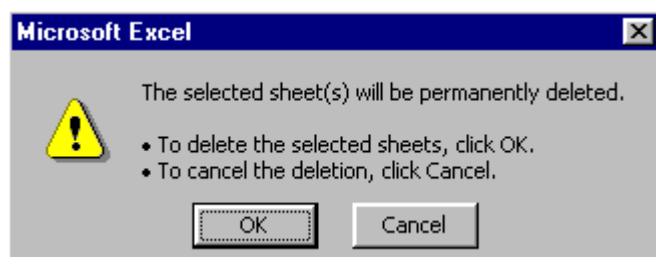 Microsoft Excel
The selected sheet(s) will be permanently deleted.
• To delete the selected sheets, click OK.
• To cancel the deletion, click Cancel.
OK Cancel